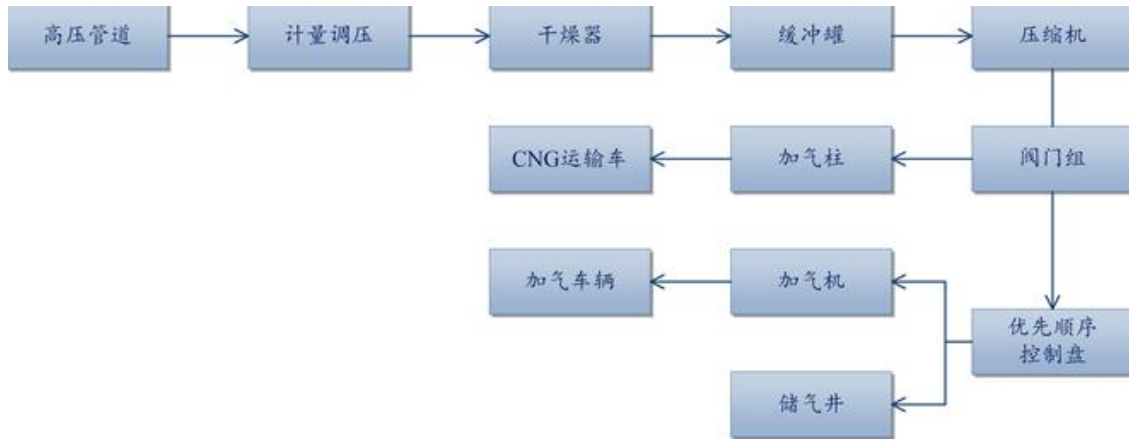 高压管道
计量调压
干燥器
缓冲罐
压缩机
CNG运输车
加气柱
阀门组
加气车辆
加气机
优先顺序
控制盘
储气井